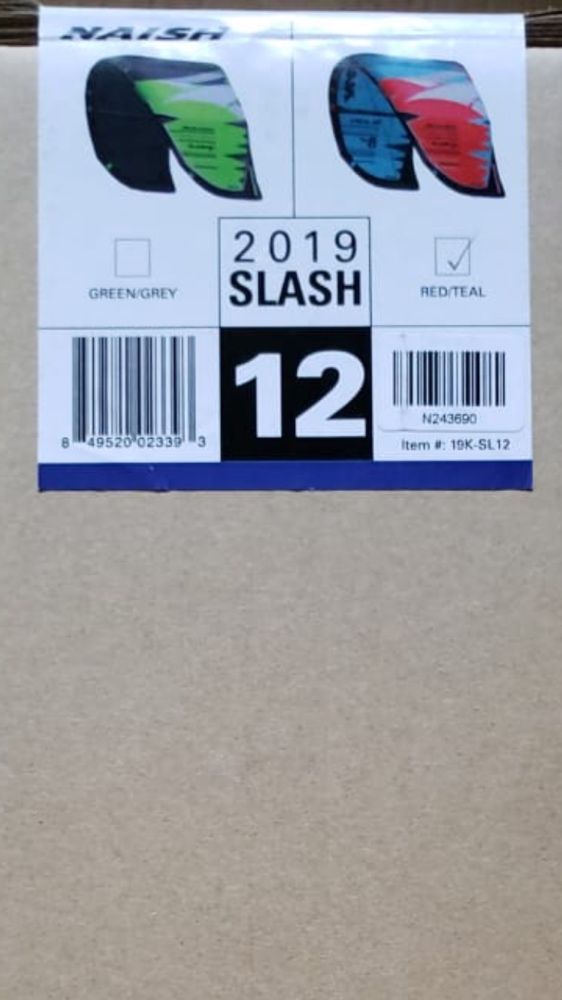 NAISH
2019
SLASH
GREEN/GREY
RED/TEAL
12
8 49520 02339 3
N243690
Item #: 19K-SL12